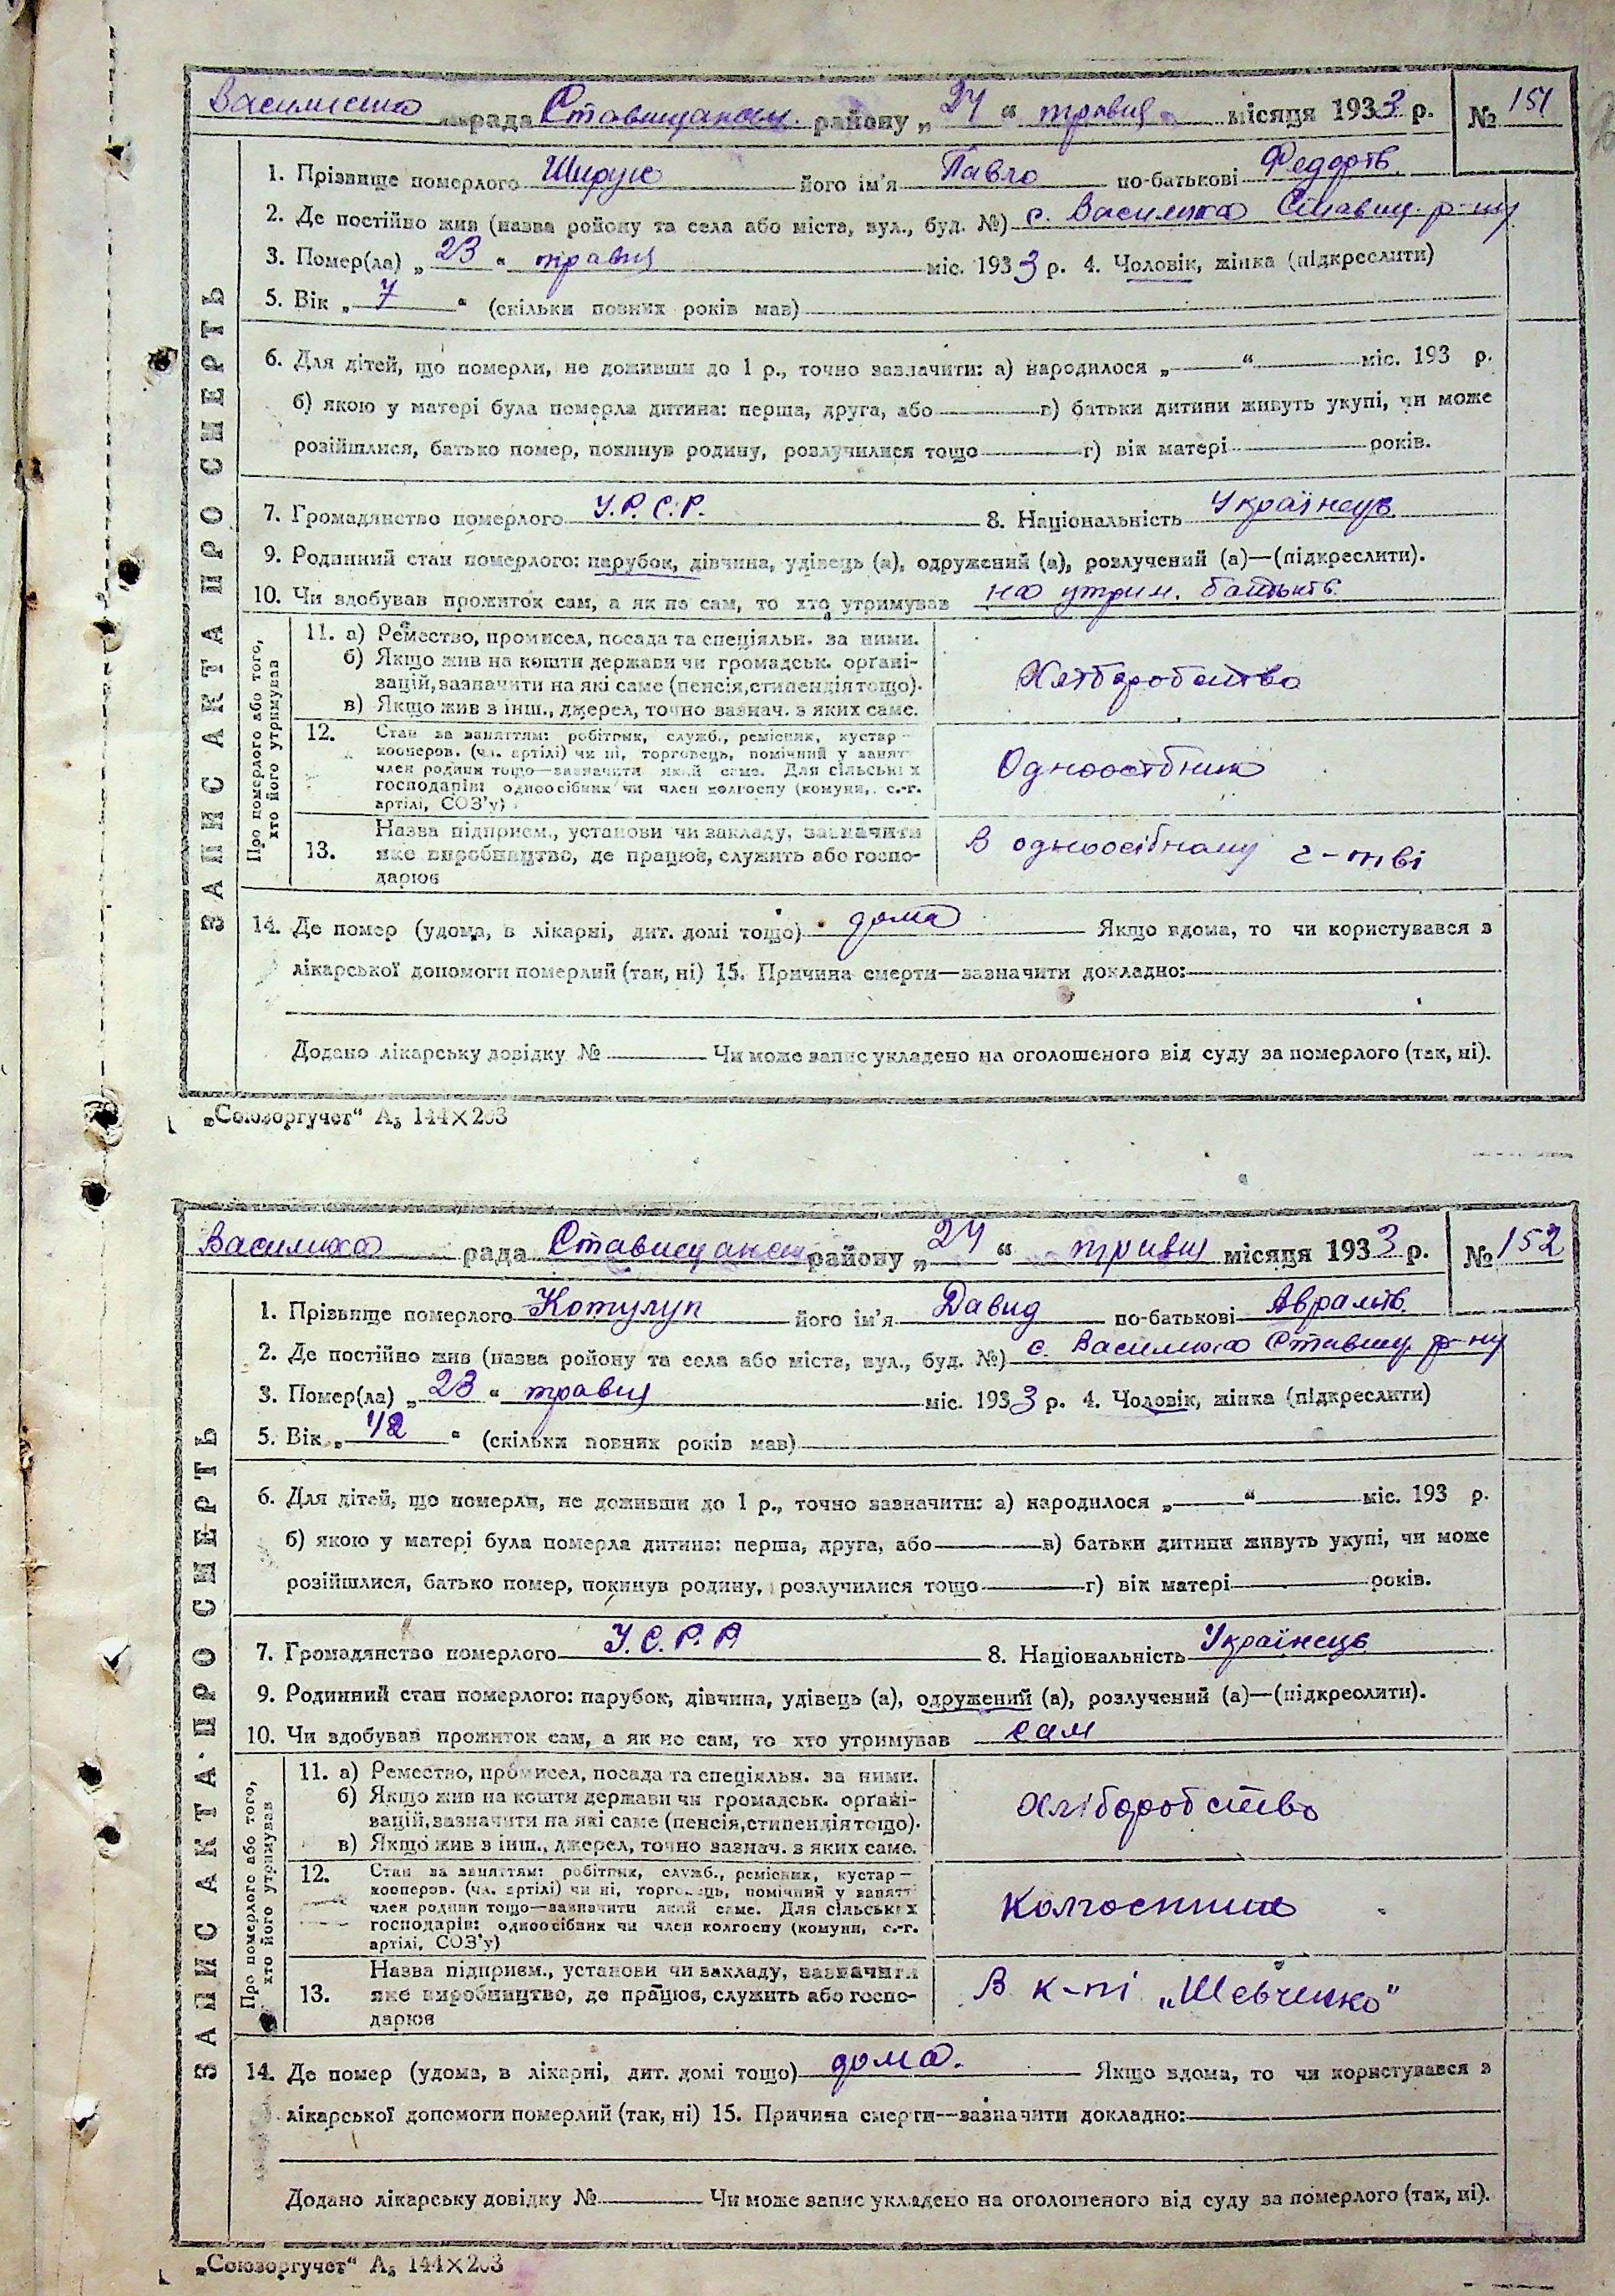 Василиха рада Ставищанськ. району „24“ травня місяця 1933 р. № 151
ЗАПИС АКТА ПРО СМЕРТЬ
1. Прізвище померлого Ширук його ім'я Павло по-батькові Федорів.
2. Де постійно жив (назва району та села або міста, вул., буд. №) с. Василиха Ставищ. р-ну
3. Помер(ла) „23“ травня міс. 1933 р. 4. Чоловік, жінка (підкреслити)
5. Вік „7“ (скільки повних років мав)
6. Для дітей, що померли, не доживши до 1 р., точно зазначити: а) народилося „ “ міс. 193 р.
б) якою у матері була померла дитина: перша, друга, або в) батьки дитини живуть укупі, чи може
розійшлися, батько помер, покинув родину, розлучилися тощо г) вік матері років.
7. Громадянство померлого У.Р.С.Р. 8. Національність Українець
9. Родинний стан померлого: парубок, дівчина, удівець (а), одружений (а), розлучений (а)—(підкреслити).
10. Чи здобував прожиток сам, а як не сам, то хто утримував на утрим. батьків
Про померлого або того, хто його утримував
11. а) Ремество, промисел, посада та спеціяльн. за ними.
б) Якщо жив на кошти держави чи громадськ. орґані-
зацій, зазначити на які саме (пенсія, стипендія тощо).
в) Якщо жив з інш., джерел, точно зазнач. з яких саме.
Хліборобство
12. Стан за заняттям: робітник, служб., ремісник, кустар—
кооперов. (чл. артілі) чи ні, торговець, помічний у занят
член родини тощо—зазначити який саме. Для сільських
господарів: одноосібник чи член колгоспу (комуни, с.-г.
артілі, СОЗ'у)
Одноосібник
13. Назва підприєм., установи чи закладу, зазначити
яке виробництво, де працює, служить або госпо-
дарює
В одноосібному г-тві
14. Де помер (удома, в лікарні, дит. домі тощо) дома Якщо вдома, то чи користувався з
лікарської допомоги померлий (так, ні) 15. Причина смерти—зазначити докладно:
Додано лікарську довідку № Чи може запис укладено на оголошеного від суду за померлого (так, ні).
„Союзоргучет“ А₅ 144×203
Василиха рада Ставищанськ району „24“ травня місяця 1933 р. № 152
ЗАПИС АКТА ПРО СМЕРТЬ
1. Прізвище померлого Котулуп його ім'я Давид по-батькові Аврамів.
2. Де постійно жив (назва району та села або міста, вул., буд. №) с. Василиха Ставищ. р-ну
3. Помер(ла) „23“ травня міс. 1933 р. 4. Чоловік, жінка (підкреслити)
5. Вік „ “ (скільки повних років мав)
6. Для дітей, що померли, не доживши до 1 р., точно зазначити: а) народилося „ “ міс. 193 р.
б) якою у матері була померла дитина: перша, друга, або в) батьки дитини живуть укупі, чи може
розійшлися, батько помер, покинув родину, розлучилися тощо г) вік матері років.
7. Громадянство померлого У.С.Р.Р. 8. Національність Українець
9. Родинний стан померлого: парубок, дівчина, удівець (а), одружений (а), розлучений (а)—(підкреслити).
10. Чи здобував прожиток сам, а як не сам, то хто утримував сам
Про померлого або того, хто його утримував
11. а) Ремество, промисел, посада та спеціяльн. за ними.
б) Якщо жив на кошти держави чи громадськ. орґані-
зацій, зазначити на які саме (пенсія, стипендія тощо).
в) Якщо жив з інш., джерел, точно зазнач. з яких саме.
Хліборобство
12. Стан за заняттям: робітник, служб., ремісник, кустар—
кооперов. (чл. артілі) чи ні, торговець, помічний у занятт
член родини тощо—зазначити який саме. Для сільських
господарів: одноосібник чи член колгоспу (комуни, с.-г.
артілі, СОЗ'у)
Колгоспник
13. Назва підприєм., установи чи закладу, зазначити
яке виробництво, де працює, служить або госпо-
дарює
В к-пі „Шевченко"
14. Де помер (удома, в лікарні, дит. домі тощо) дома. Якщо вдома, то чи користувався з
лікарської допомоги померлий (так, ні) 15. Причина смерти—зазначити докладно:
Додано лікарську довідку № Чи може запис укладено на оголошеного від суду за померлого (так, ні).
„Союзоргучет“ А₅ 144×203